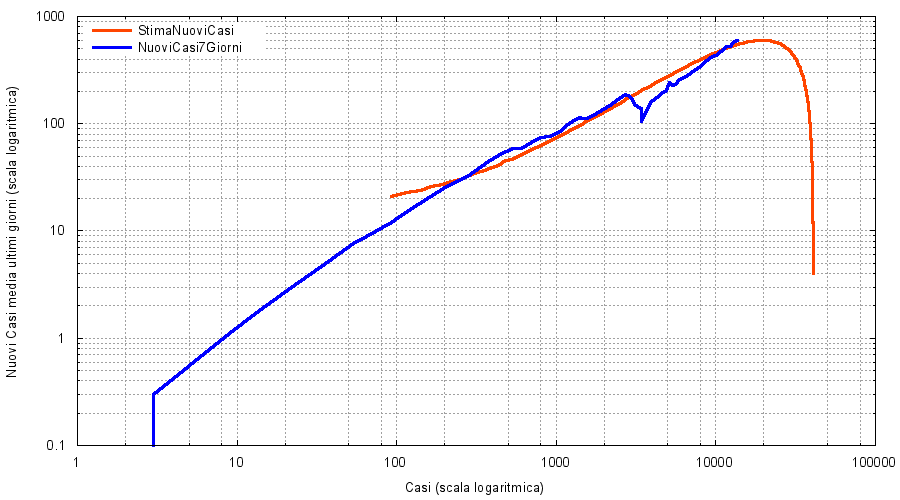 1000
StimaNuoviCasi
NuoviCasi7Giorni
100
10
1
0.1
Nuovi Casi media ultimi giorni (scala logaritmica)
1 10 100 1000 10000 100000
Casi (scala logaritmica)